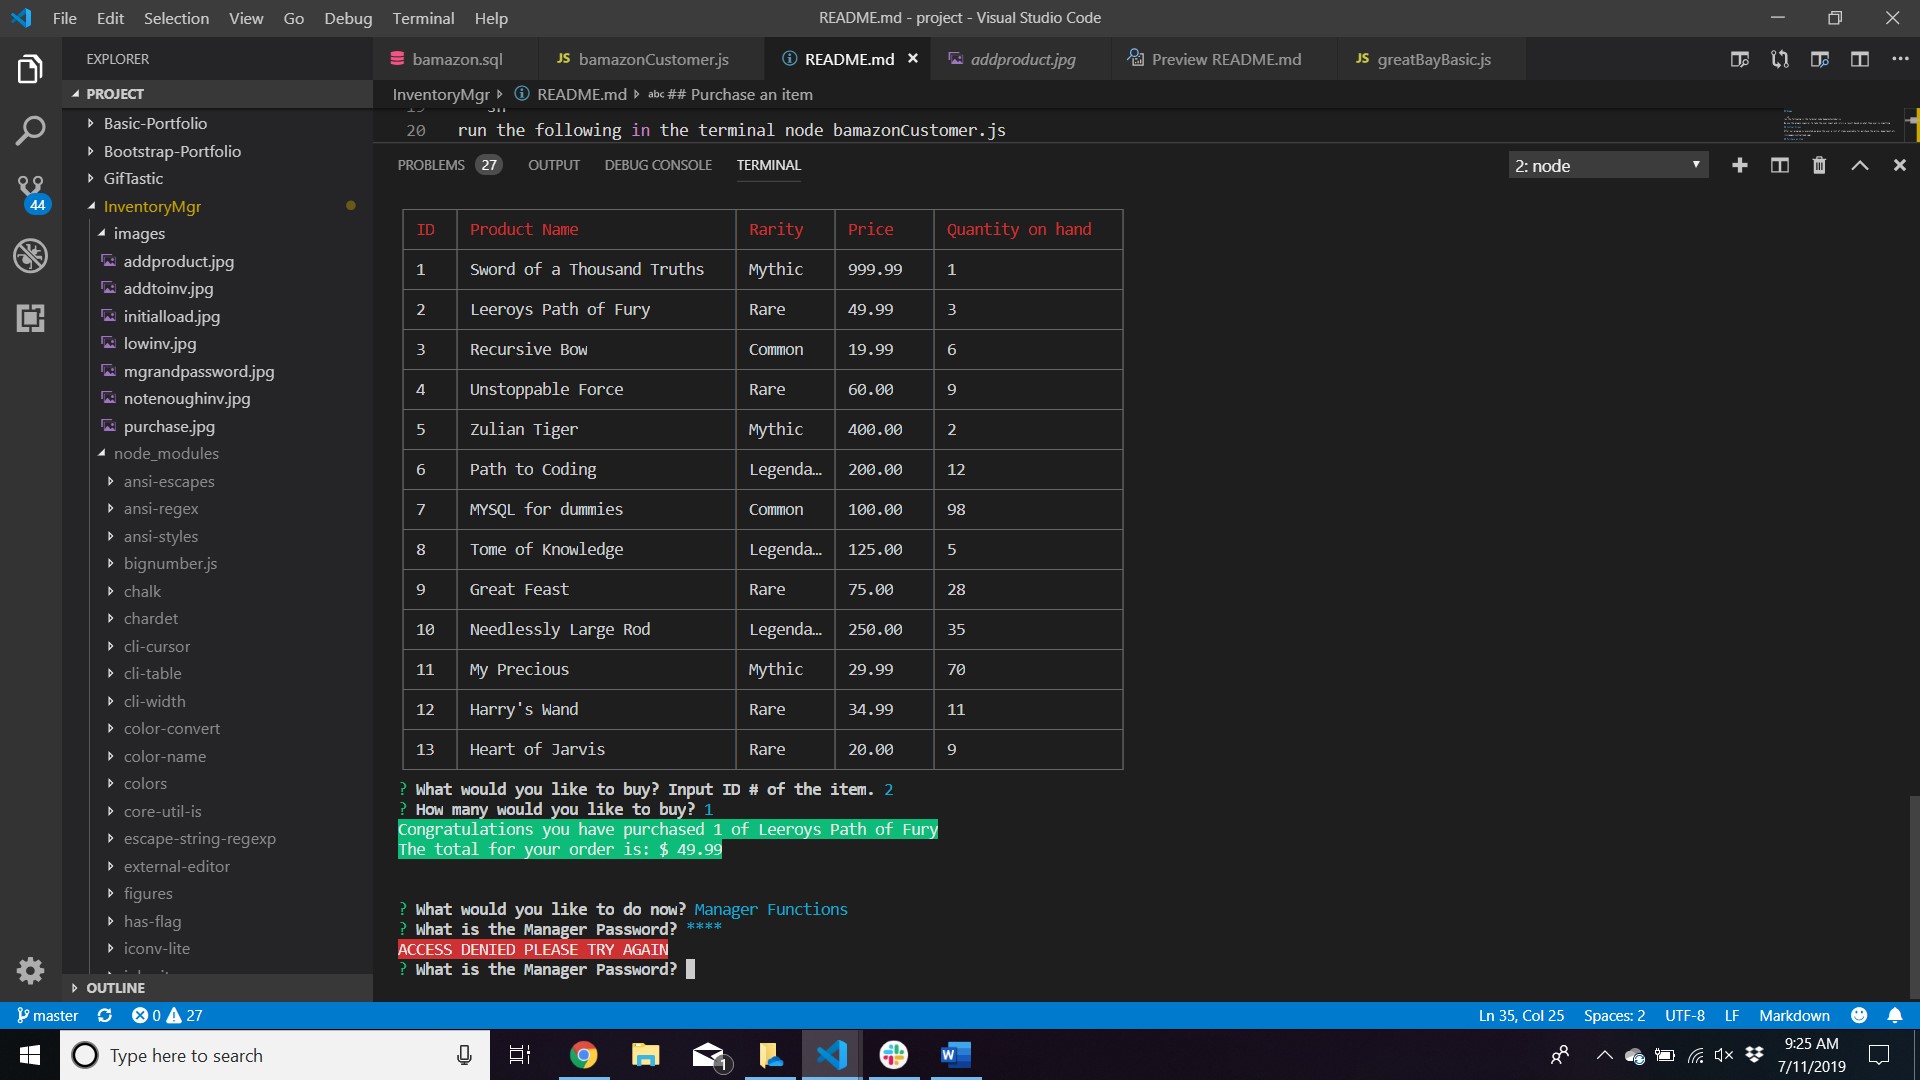 File Edit Selection View Go Debug Terminal Help
README.md - project - Visual Studio Code
EXPLORER
PROJECT
Basic-Portfolio
Bootstrap-Portfolio
GifTastic
InventoryMgr
images
addproduct.jpg
addtoinv.jpg
initialload.jpg
lowinv.jpg
mgrandpassword.jpg
notenoughinv.jpg
purchase.jpg
node_modules
ansi-escapes
ansi-regex
ansi-styles
bignumber.js
chalk
chardet
cli-cursor
cli-table
cli-width
color-convert
color-name
colors
core-util-is
escape-string-regexp
external-editor
figures
has-flag
iconv-lite
OUTLINE
44
bamazon.sql JS bamazonCustomer.js README.md addproduct.jpg Preview README.md JS greatBayBasic.js
InventoryMgr README.md abc ## Purchase an item
20 run the following in the terminal node bamazonCustomer.js
PROBLEMS 27 OUTPUT DEBUG CONSOLE TERMINAL 2: node
ID Product Name Rarity Price Quantity on hand
1 Sword of a Thousand Truths Mythic 999.99 1
2 Leeroys Path of Fury Rare 49.99 3
3 Recursive Bow Common 19.99 6
4 Unstoppable Force Rare 60.00 9
5 Zulian Tiger Mythic 400.00 2
6 Path to Coding Legenda… 200.00 12
7 MYSQL for dummies Common 100.00 98
8 Tome of Knowledge Legenda… 125.00 5
9 Great Feast Rare 75.00 28
10 Needlessly Large Rod Legenda… 250.00 35
11 My Precious Mythic 29.99 70
12 Harry's Wand Rare 34.99 11
13 Heart of Jarvis Rare 20.00 9
? What would you like to buy? Input ID # of the item. 2
? How many would you like to buy? 1
Congratulations you have purchased 1 of Leeroys Path of Fury
The total for your order is: $ 49.99
? What would you like to do now? Manager Functions
? What is the Manager Password? ****
ACCESS DENIED PLEASE TRY AGAIN
? What is the Manager Password?
master 0 27
Ln 35, Col 25 Spaces: 2 UTF-8 LF Markdown
Type here to search
1
9:25 AM
7/11/2019